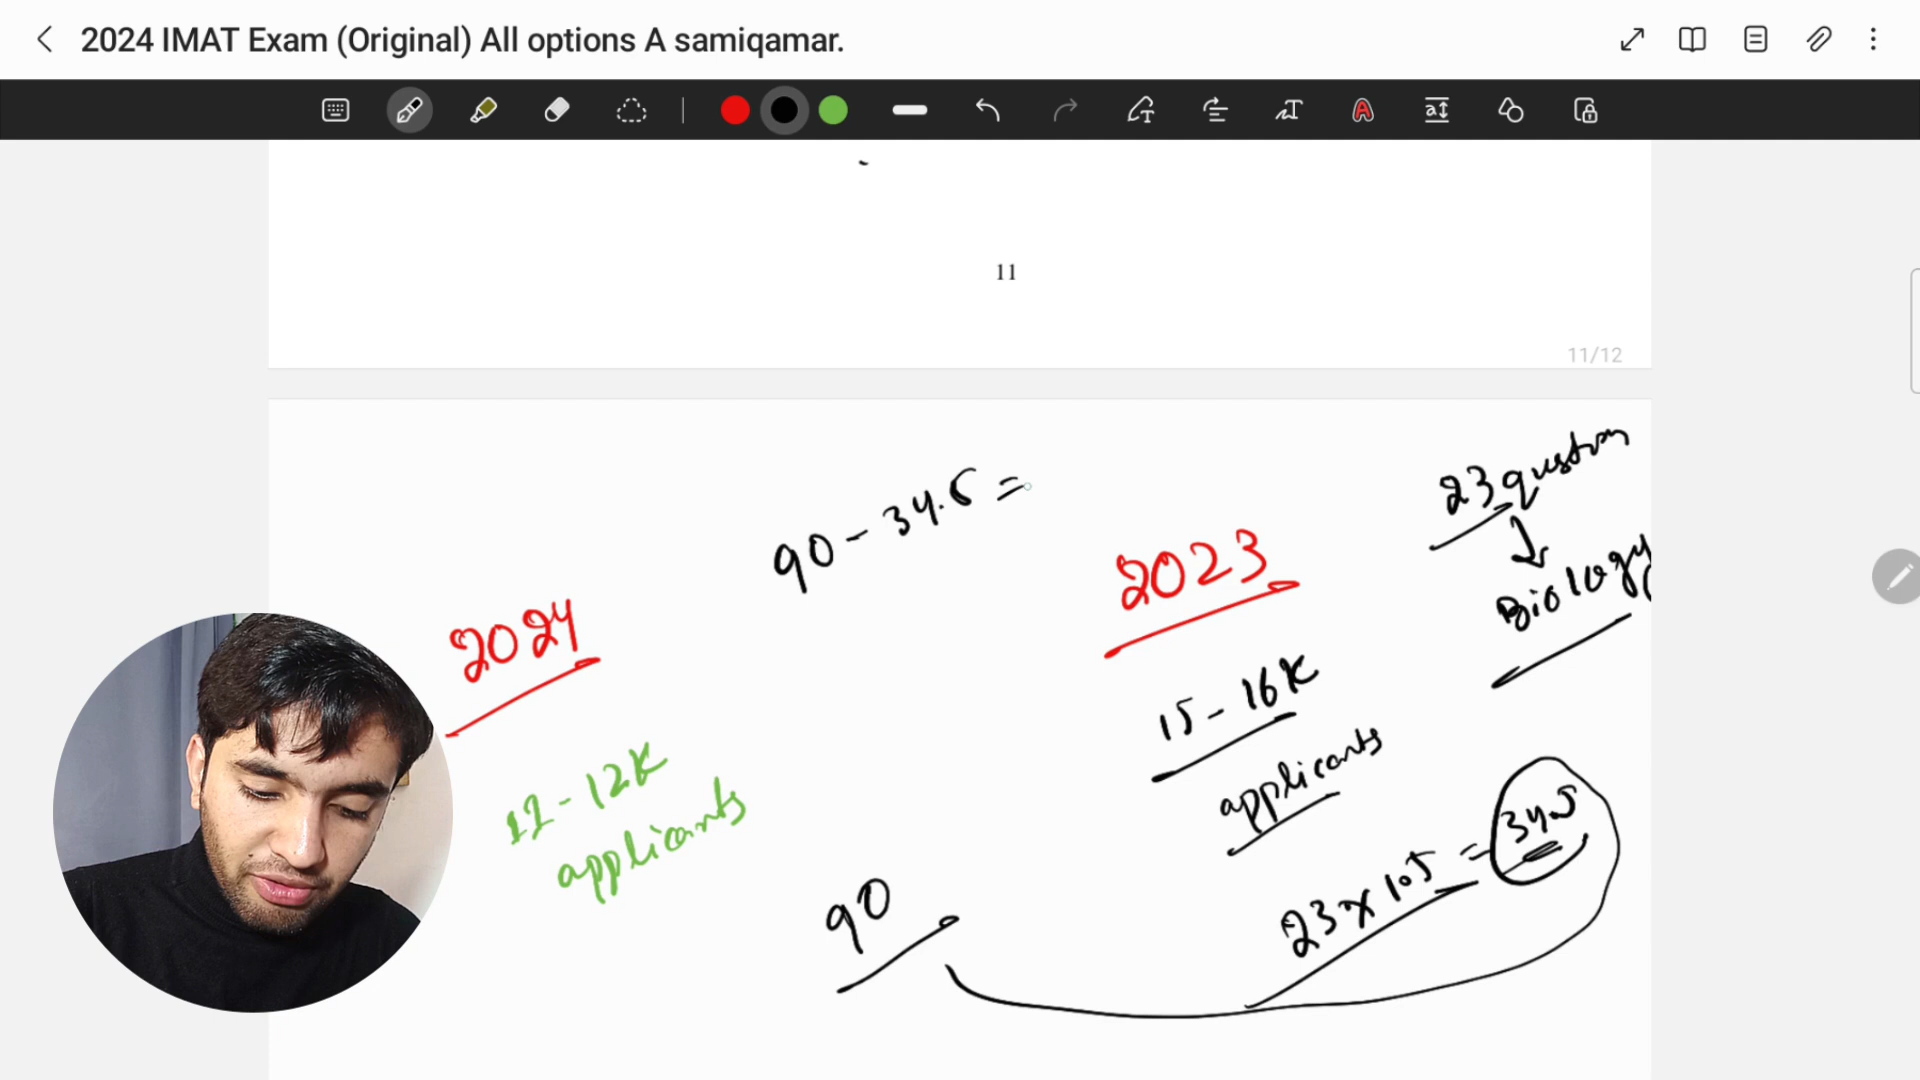 2024 IMAT Exam (Original) All options A samiqamar.
11
11/12
90 - 34.5 =
23 question
Biology
2023
2024
15 - 16K
applicants
11 - 12K
applicants
23 x 1.5 = 34.5
90